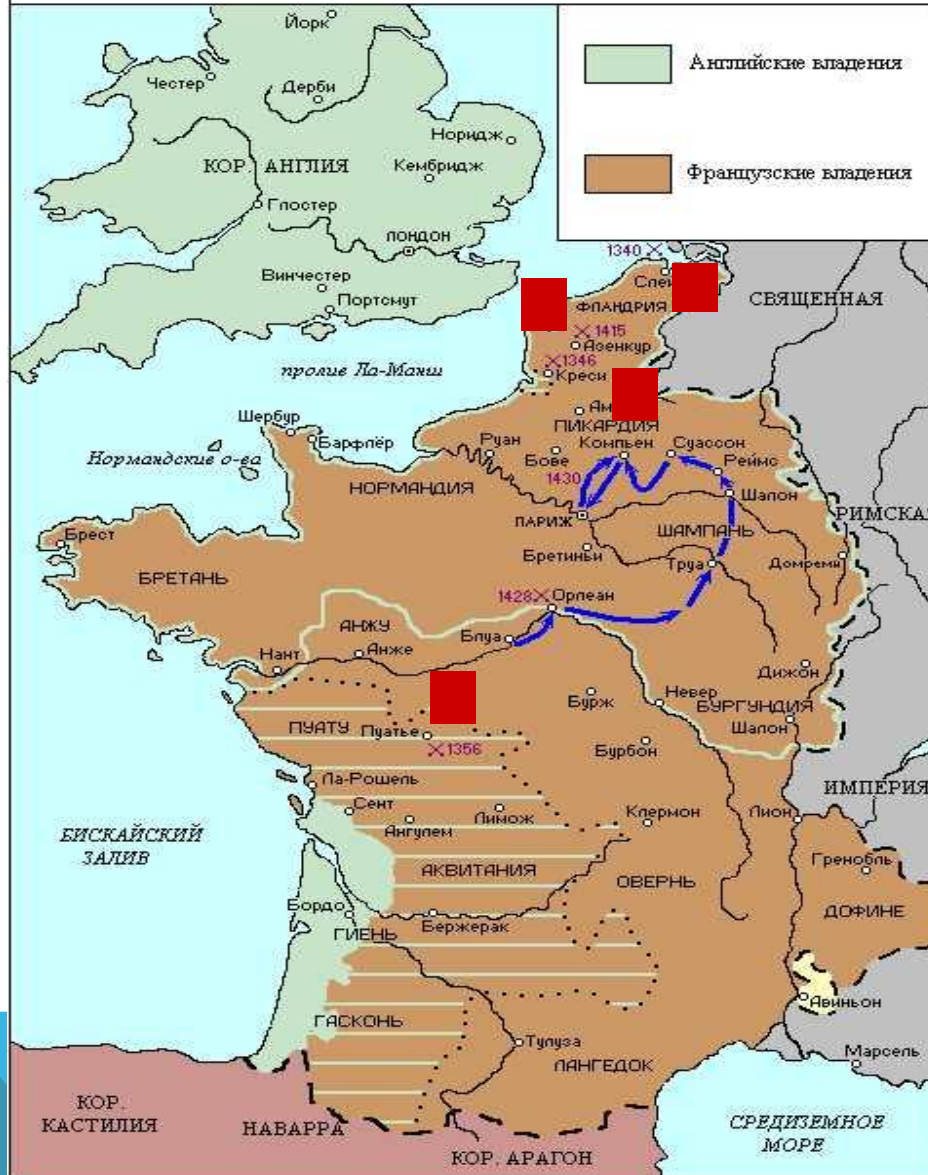 Йорк
Английские владения
Честер
Дерби
Норидж
КОР. АНГЛИЯ
Кембридж
Французские владения
Глостер
ЛОНДОН
1340
Винчестер
Портсмут
ФЛАНДРИЯ
СВЯЩЕННАЯ
1415
Азенкур
1346
Креси
пролив Ла-Манш
ПИКАРДИЯ
Шербур
Барфлёр
Руан
Компьен
Суассон
Бове
Реймс
Нормандские о-ва
1430
НОРМАНДИЯ
Шалон
ПАРИЖ
ШАМПАНЬ
РИМСКАЯ
Брест
Бретиньи
Труа
Домреми
БРЕТАНЬ
1428
Орлеан
АНЖУ
Блуа
Анже
Нант
Дижон
Бурж
Невер
БУРГУНДИЯ
ПУАТУ
Пуатье
Шалон
1356
Бурбон
Ла-Рошель
ИМПЕРИЯ
Сент
Лимож
Клермон
Лион
Ангулем
БИСКАЙСКИЙ
ЗАЛИВ
АКВИТАНИЯ
ОВЕРНЬ
Гренобль
Бордо
ДОФИНЕ
Бержерак
ГИЕНЬ
Авиньон
ГАСКОНЬ
Тулуза
ЛАНГЕДОК
Марсель
КОР.
КАСТИЛИЯ
НАВАРРА
СРЕДИЗЕМНОЕ
МОРЕ
КОР. АРАГОН